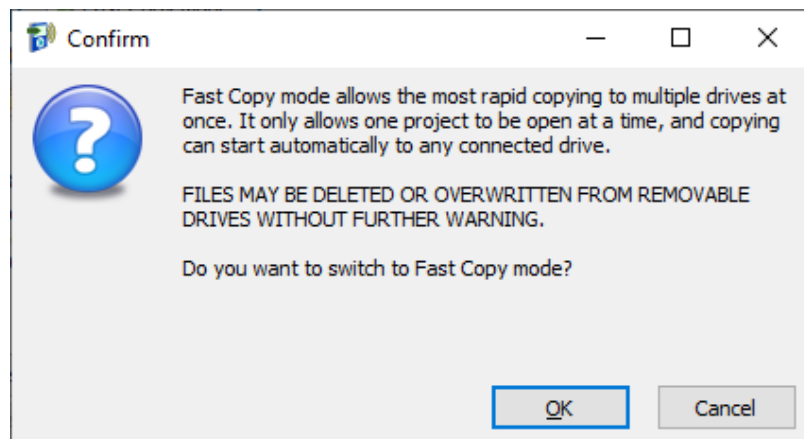 Confirm
Fast Copy mode allows the most rapid copying to multiple drives at
once. It only allows one project to be open at a time, and copying
can start automatically to any connected drive.
FILES MAY BE DELETED OR OVERWRITTEN FROM REMOVABLE
DRIVES WITHOUT FURTHER WARNING.
Do you want to switch to Fast Copy mode?
OK
Cancel